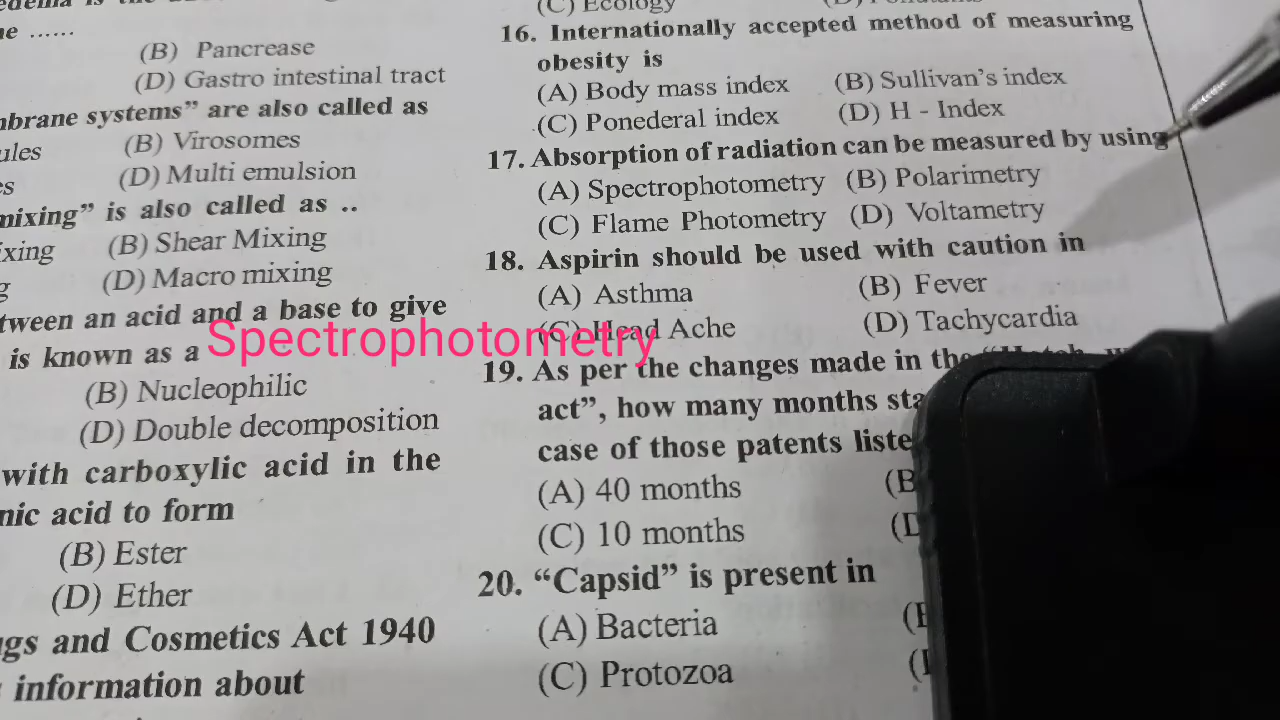 (B) Pancrease
(D) Gastro intestinal tract
systems” are also called as
(B) Virosomes
(D) Multi emulsion
is also called as ..
(B) Shear Mixing
(D) Macro mixing
an acid and a base to give
is known as a
(B) Nucleophilic
(D) Double decomposition
with carboxylic acid in the
acid to form
(B) Ester
(D) Ether
and Cosmetics Act 1940
information about
(C) Ecology
16. Internationally accepted method of measuring
obesity is
(A) Body mass index (B) Sullivan’s index
(C) Ponederal index (D) H - Index
17. Absorption of radiation can be measured by using
(A) Spectrophotometry (B) Polarimetry
(C) Flame Photometry (D) Voltametry
18. Aspirin should be used with caution in
(A) Asthma (B) Fever
(C) Head Ache (D) Tachycardia
19. As per the changes made in the
act”, how many months
case of those patents
(A) 40 months
(C) 10 months
20. “Capsid” is present in
(A) Bacteria
(C) Protozoa
Spectrophotometry